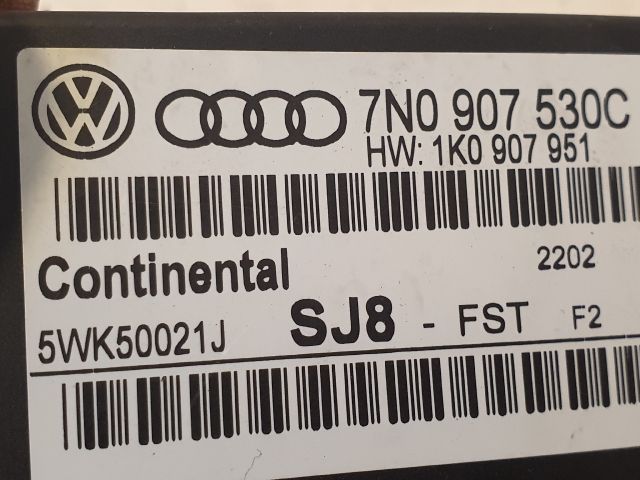 7N0 907 530C
HW: 1K0 907 951
Continental 2202
5WK50021J SJ8 - FST F2